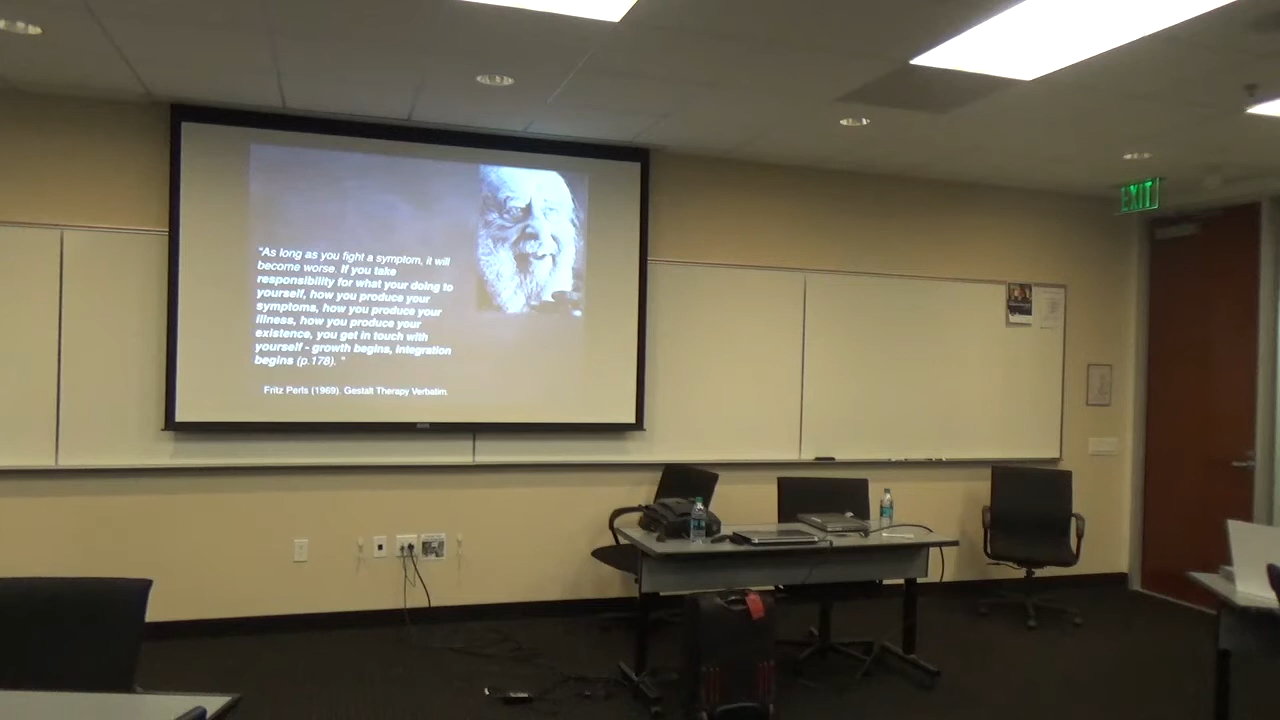 "As long as you fight a symptom, it will
become worse. If you take
responsibility for what your doing to
yourself, how you produce your
symptoms, how you produce your
illness, how you produce your
existence, you get in touch with
yourself - growth begins, integration
begins (p.178). "
Fritz Perls (1969). Gestalt Therapy Verbatim.
EXIT